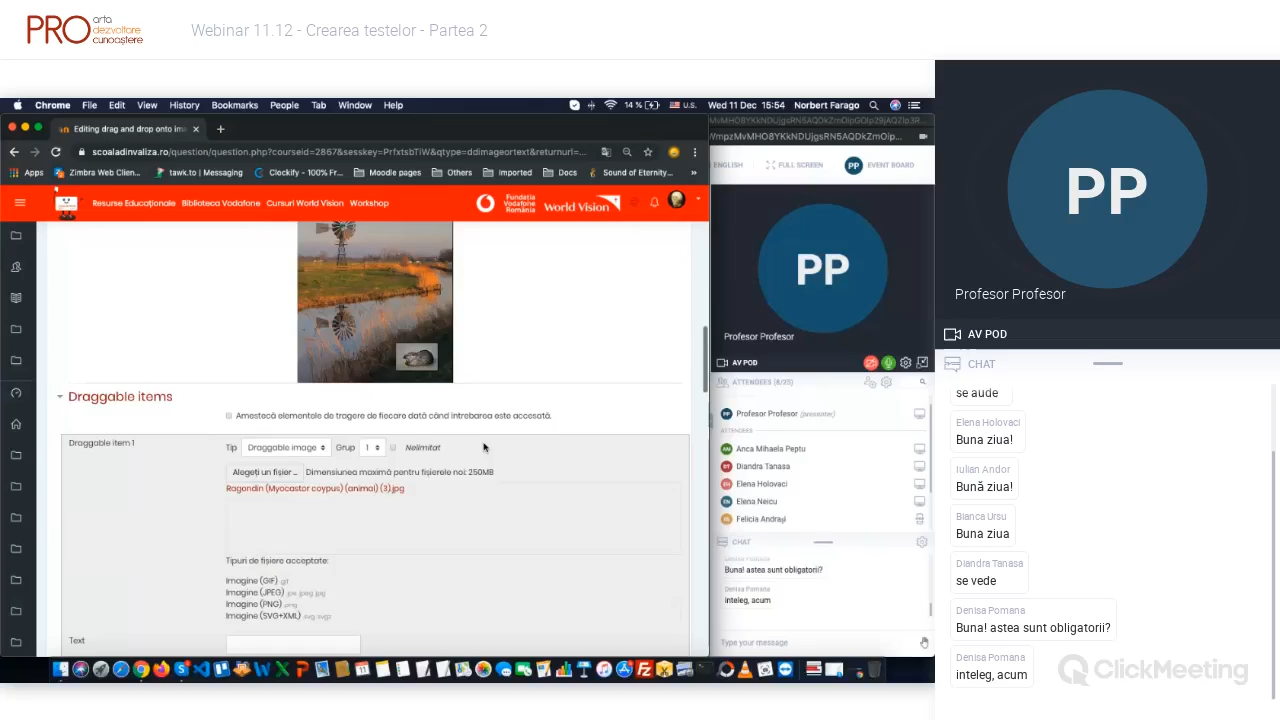 PRO arta
dezvoltare
cunoaștere
Webinar 11.12 - Crearea testelor - Partea 2
Chrome File Edit View History Bookmarks People Tab Window Help
14 % U.S. Wed 11 Dec 15:54 Norbert Farago
Editing drag and drop onto ima
scoaladinvaliza.ro/question/question.php?courseid=2867&sesskey=PrfxtsbTiW&qtype=ddimageortext&returnurl=...
Apps Zimbra Web Clien... tawk.to | Messaging Clockify - 100% Fr... Moodle pages Others Imported Docs Sound of Eternity... »
Resurse Educaționale Biblioteca Vodafone Cursuri World Vision Workshop
Fundația
Vodafone
România
World Vision
Draggable items
Amestecă elementele de tragere de fiecare dată când întrebarea este accesată.
Draggable item 1
Tip Draggable image Grup 1 Nelimitat
Alegeți un fișier ... Dimensiunea maximă pentru fișierele noi: 250MB
Ragondin (Myocastor coypus) (animal) (3).jpg
Tipuri de fișiere acceptate:
Imagine (GIF) .gif
Imagine (JPEG) .jpe .jpeg .jpg
Imagine (PNG) .png
Imagine (SVG+XML) .svg .svgz
Text
ENGLISH FULL SCREEN PP EVENT BOARD
PP
Profesor Profesor
AV POD
ATTENDEES (8/25)
PP Profesor Profesor (presenter)
ATTENDEES
Anca Mihaela Peptu
Diandra Tanasa
Elena Holovaci
Elena Neicu
Felicia Andrași
CHAT
Buna! astea sunt obligatorii?
Denisa Pomana
inteleg, acum
Type your message
PP
Profesor Profesor
AV POD
CHAT
se aude
Elena Holovaci
Buna ziua!
Iulian Andor
Bună ziua!
Bianca Ursu
Buna ziua
Diandra Tanasa
se vede
Denisa Pomana
Buna! astea sunt obligatorii?
Denisa Pomana
inteleg, acum
ClickMeeting